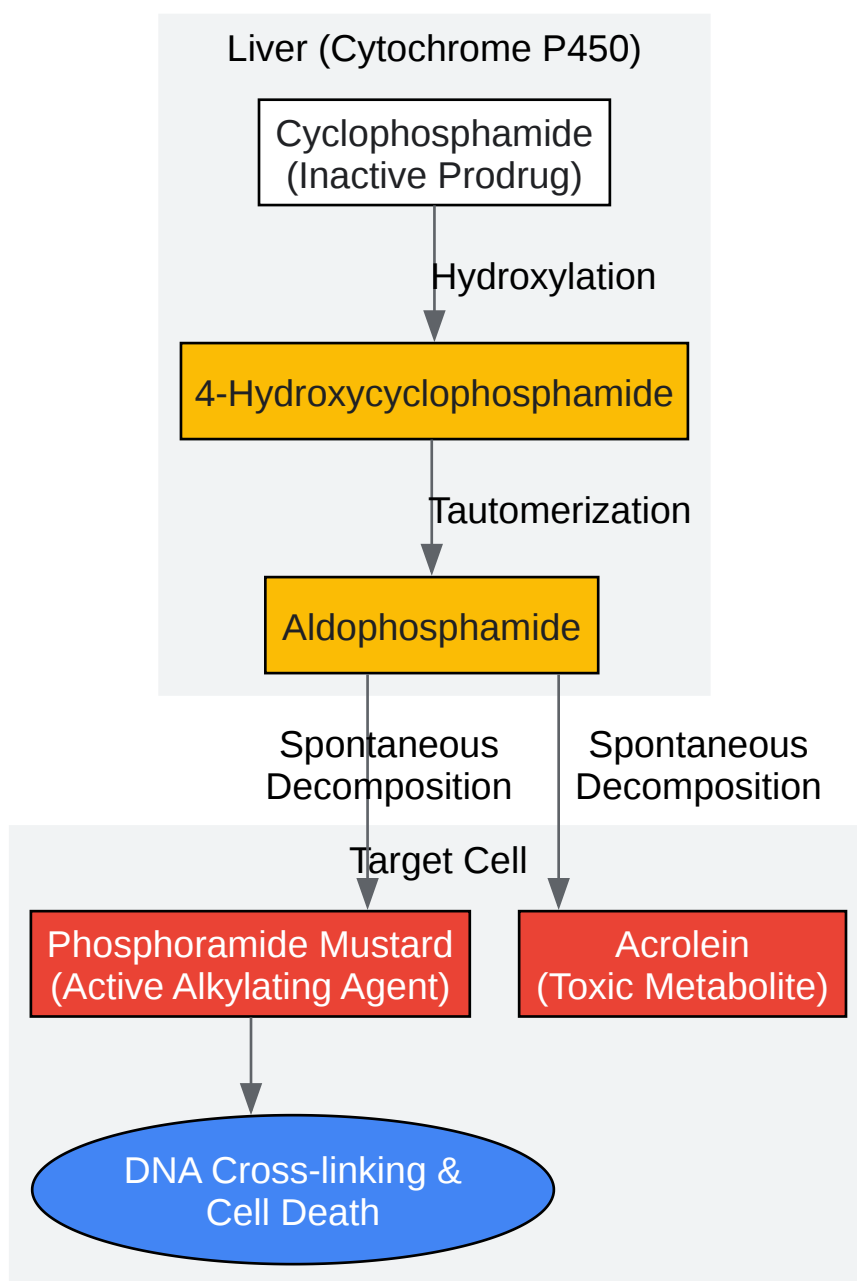 Liver (Cytochrome P450)
Cyclophosphamide
(Inactive Prodrug)
Hydroxylation
4-Hydroxycyclophosphamide
Tautomerization
Aldophosphamide
Spontaneous
Decomposition
Spontaneous
Decomposition
Target Cell
Phosphoramide Mustard
(Active Alkylating Agent)
Acrolein
(Toxic Metabolite)
DNA Cross-linking &
Cell Death